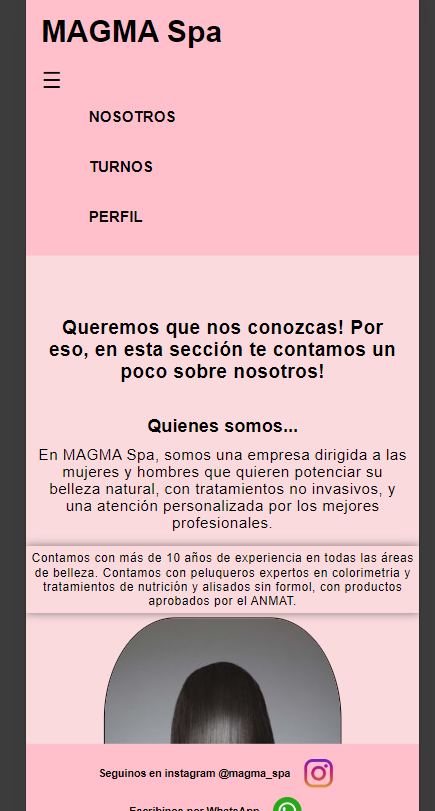 MAGMA Spa
☰
NOSOTROS
TURNOS
PERFIL
Queremos que nos conozcas! Por
eso, en esta sección te contamos un
poco sobre nosotros!
Quienes somos...
En MAGMA Spa, somos una empresa dirigida a las
mujeres y hombres que quieren potenciar su
belleza natural, con tratamientos no invasivos, y
una atención personalizada por los mejores
profesionales.
Contamos con más de 10 años de experiencia en todas las áreas
de belleza. Contamos con peluqueros expertos en colorimetria y
tratamientos de nutrición y alisados sin formol, con productos
aprobados por el ANMAT.
Seguinos en instagram @magma_spa
Escribinos por WhatsApp